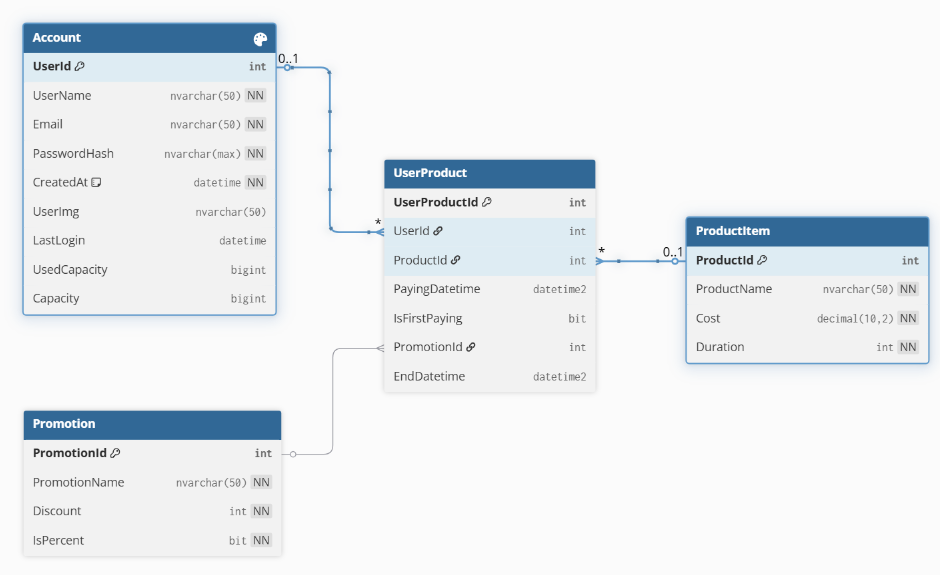 Account
UserId int
UserName nvarchar(50) NN
Email nvarchar(50) NN
PasswordHash nvarchar(max) NN
CreatedAt datetime NN
UserImg nvarchar(50)
LastLogin datetime
UsedCapacity bigint
Capacity bigint
0..1
*
UserProduct
UserProductId int
UserId int
ProductId int
PayingDatetime datetime2
IsFirstPaying bit
PromotionId int
EndDatetime datetime2
*
0..1
ProductItem
ProductId int
ProductName nvarchar(50) NN
Cost decimal(10,2) NN
Duration int NN
Promotion
PromotionId int
PromotionName nvarchar(50) NN
Discount int NN
IsPercent bit NN